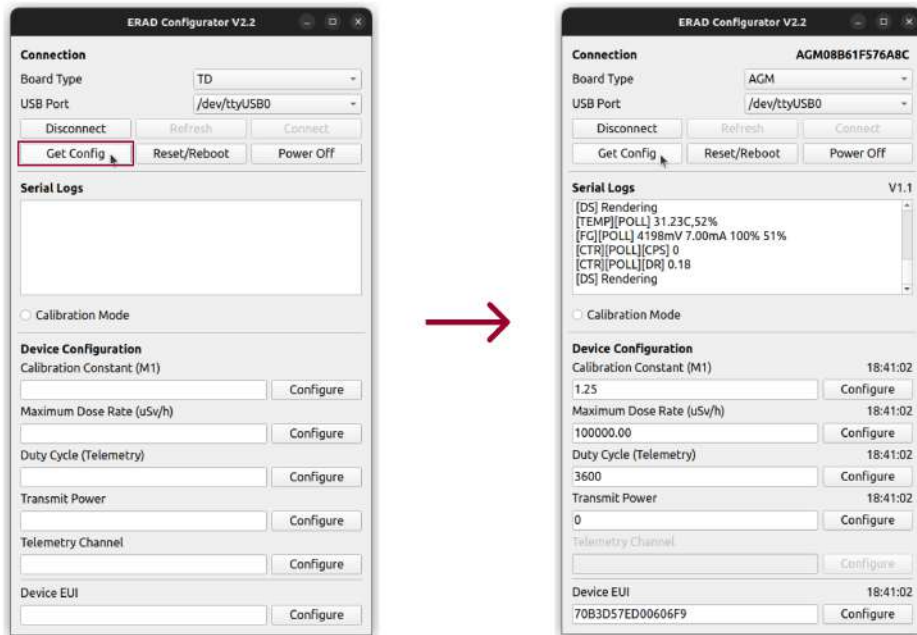 ERAD Configurator V2.2
Connection
Board Type TD
USB Port /dev/ttyUSB0
Disconnect Refresh Connect
Get Config Reset/Reboot Power Off
Serial Logs
Calibration Mode
Device Configuration
Calibration Constant (M1)
Configure
Maximum Dose Rate (uSv/h)
Configure
Duty Cycle (Telemetry)
Configure
Transmit Power
Configure
Telemetry Channel
Configure
Device EUI
Configure
ERAD Configurator V2.2
Connection AGM08B61F576A8C
Board Type AGM
USB Port /dev/ttyUSB0
Disconnect Refresh Connect
Get Config Reset/Reboot Power Off
Serial Logs V1.1
[DS] Rendering
[TEMP][POLL] 31.23C,52%
[FG][POLL] 4198mV 7.00mA 100% 51%
[CTR][POLL][CPS] 0
[CTR][POLL][DR] 0.18
[DS] Rendering
Calibration Mode
Device Configuration
Calibration Constant (M1) 18:41:02
1.25 Configure
Maximum Dose Rate (uSv/h) 18:41:02
100000.00 Configure
Duty Cycle (Telemetry) 18:41:02
3600 Configure
Transmit Power 18:41:02
0 Configure
Telemetry Channel
Configure
Device EUI 18:41:02
70B3D57ED00606F9 Configure